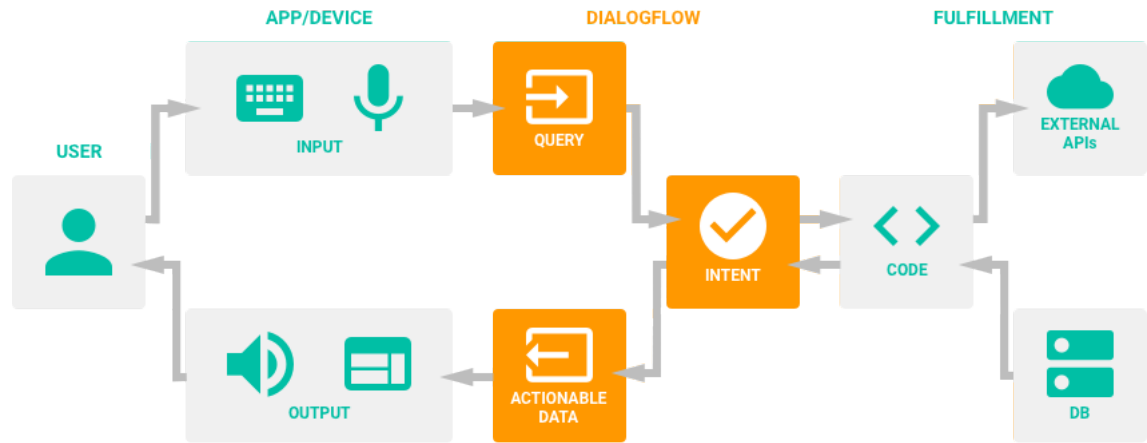 APP/DEVICE
DIALOGFLOW
FULFILLMENT
USER
INPUT
QUERY
EXTERNAL
APIs
INTENT
CODE
OUTPUT
ACTIONABLE
DATA
DB